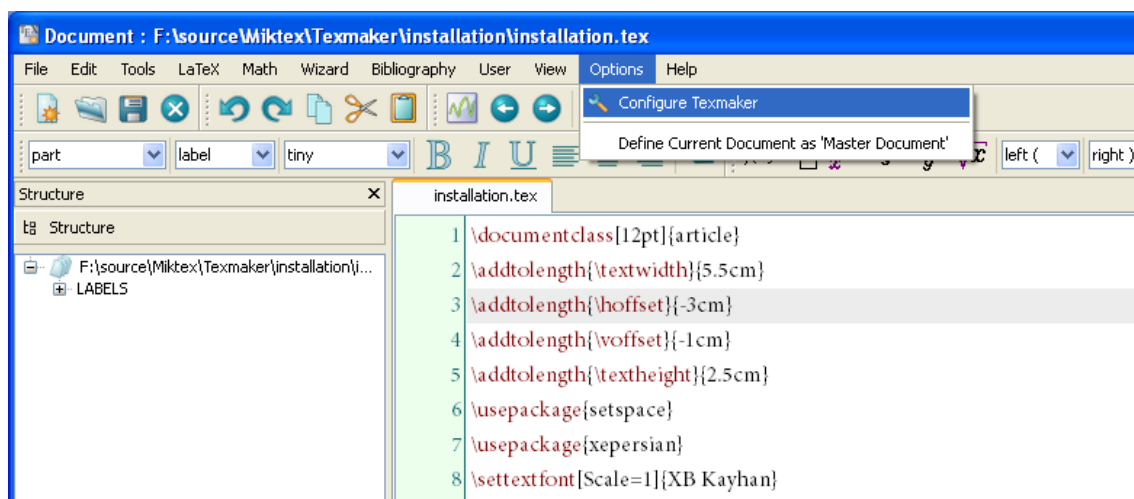 Document : F:\source\Miktex\Texmaker\installation\installation.tex
File Edit Tools LaTeX Math Wizard Bibliography User View Options Help
Configure Texmaker
Define Current Document as 'Master Document'
part label tiny B I U left ( right )
Structure
Structure
F:\source\Miktex\Texmaker\installation\i...
LABELS
installation.tex
1 \documentclass[12pt]{article}
2 \addtolength{\textwidth}{5.5cm}
3 \addtolength{\hoffset}{-3cm}
4 \addtolength{\voffset}{-1cm}
5 \addtolength{\textheight}{2.5cm}
6 \usepackage{setspace}
7 \usepackage{xepersian}
8 \settextfont[Scale=1]{XB Kayhan}